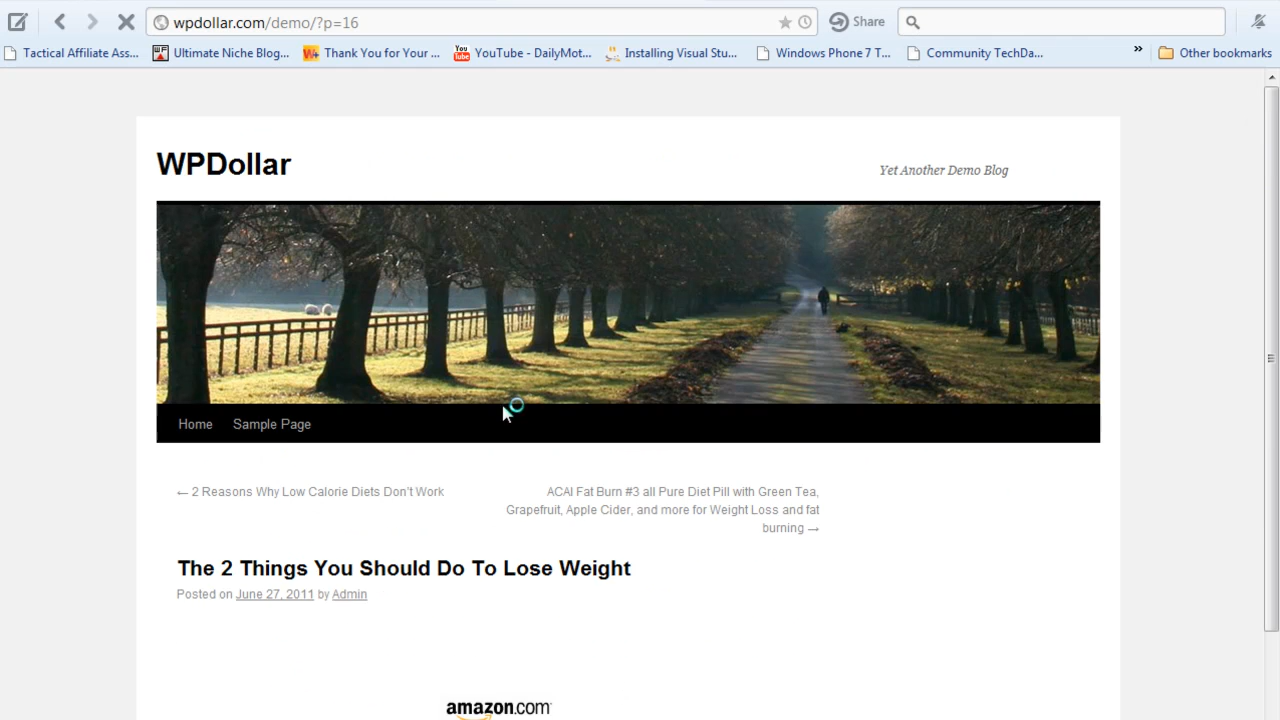 wpdollar.com/demo/?p=16
Share
Tactical Affiliate Ass...
Ultimate Niche Blog...
Thank You for Your ...
You Tube
YouTube - DailyMot...
Installing Visual Stu...
Windows Phone 7 T...
Community TechDa...
»
Other bookmarks
WPDollar
Yet Another Demo Blog
Home
Sample Page
← 2 Reasons Why Low Calorie Diets Don't Work
ACAI Fat Burn #3 all Pure Diet Pill with Green Tea,
Grapefruit, Apple Cider, and more for Weight Loss and fat
burning →
The 2 Things You Should Do To Lose Weight
Posted on June 27, 2011 by Admin
amazon.com